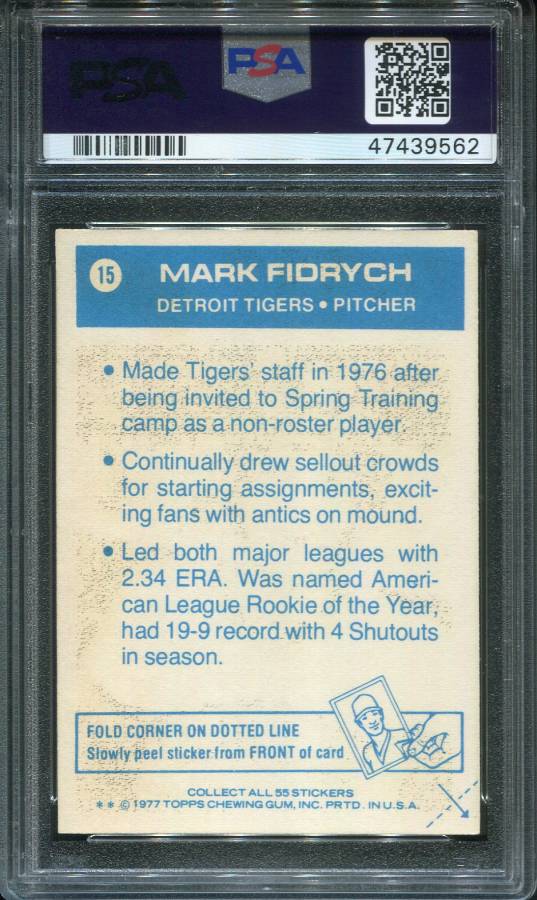 PSA
PSA
47439562
15
MARK FIDRYCH
DETROIT TIGERS • PITCHER
• Made Tigers' staff in 1976 after
being invited to Spring Training
camp as a non-roster player.
• Continually drew sellout crowds
for starting assignments, excit-
ing fans with antics on mound.
• Led both major leagues with
2.34 ERA. Was named Ameri-
can League Rookie of the Year,
had 19-9 record with 4 Shutouts
in season.
FOLD CORNER ON DOTTED LINE
Slowly peel sticker from FRONT of card
COLLECT ALL 55 STICKERS
** © 1977 TOPPS CHEWING GUM, INC. PRTD. IN U.S.A.